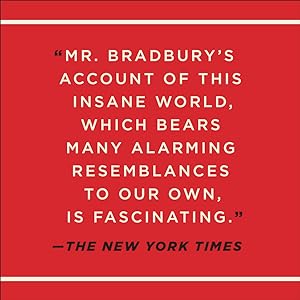 “MR. BRADBURY’S
ACCOUNT OF THIS
INSANE WORLD,
WHICH BEARS
MANY ALARMING
RESEMBLANCES
TO OUR OWN,
IS FASCINATING.”
—THE NEW YORK TIMES